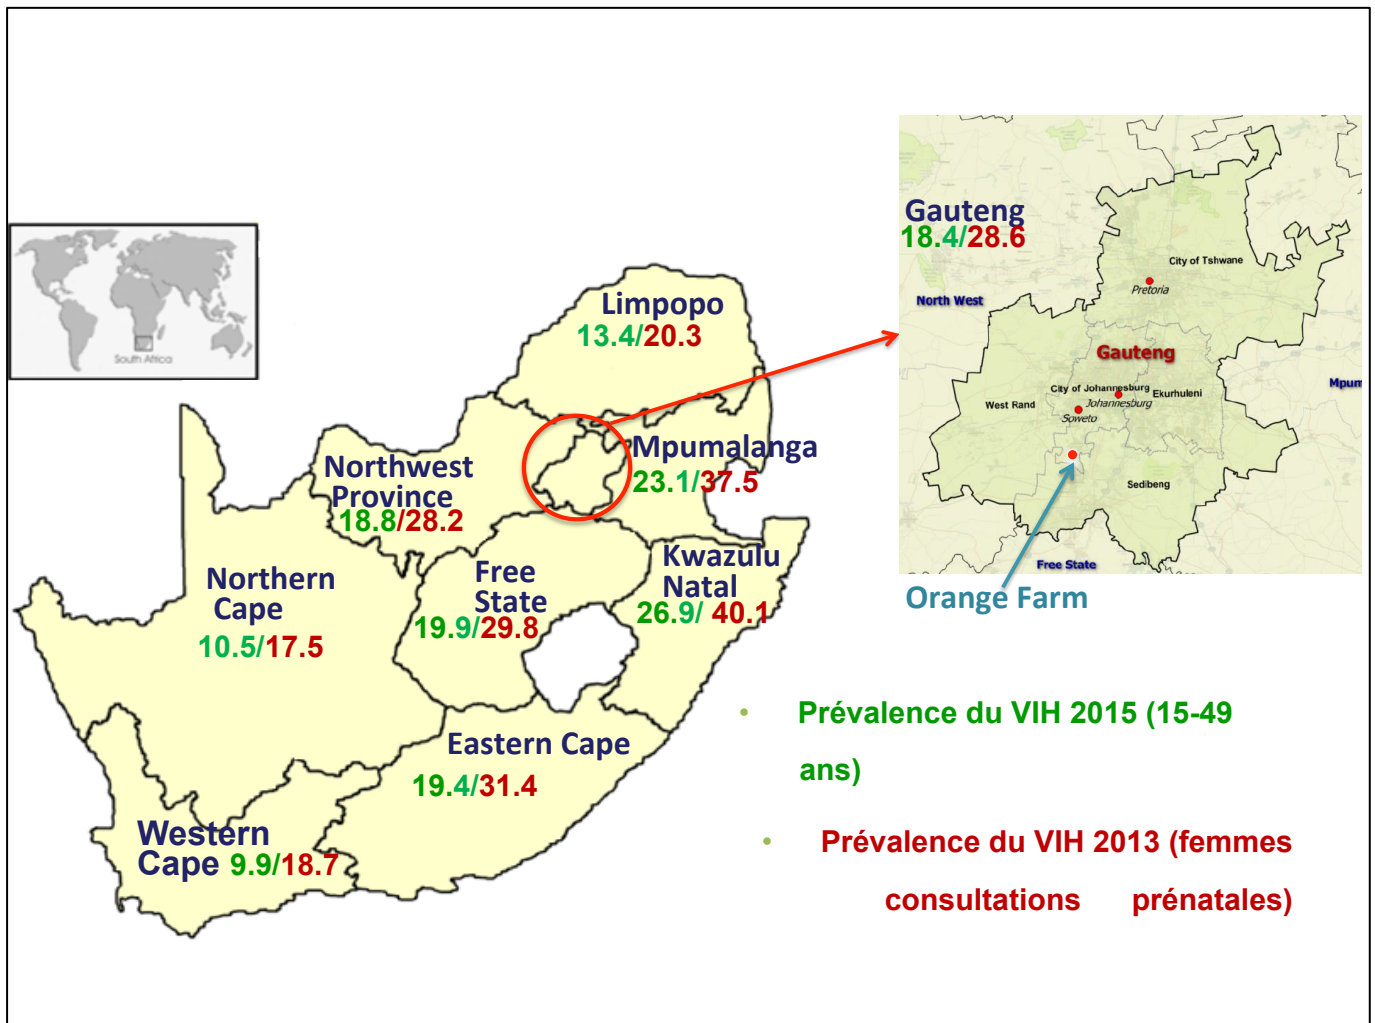 South Africa
Limpopo
13.4/20.3
Northwest
Province
18.8/28.2
Mpumalanga
23.1/37.5
Northern
Cape
10.5/17.5
Free
State
19.9/29.8
Kwazulu
Natal
26.9/ 40.1
Eastern Cape
19.4/31.4
Western
Cape 9.9/18.7
Gauteng
18.4/28.6
City of Tshwane
Pretoria
North West
Gauteng
Mpum
City of Johannesburg
Ekurhuleni
West Rand
Johannesburg
Soweto
Sedibeng
Free State
Orange Farm
• Prévalence du VIH 2015 (15-49
ans)
• Prévalence du VIH 2013 (femmes
consultations prénatales)